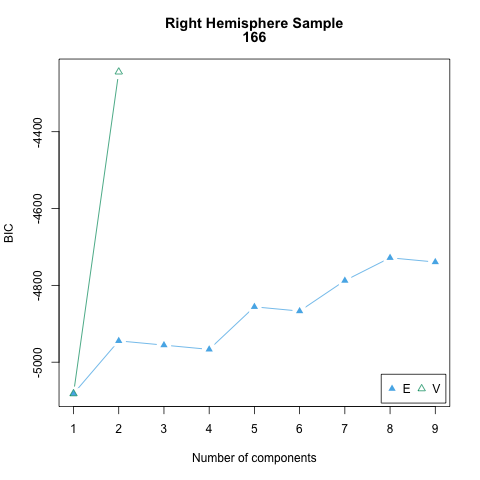 Right Hemisphere Sample
166
BIC
-4400
-4600
-4800
-5000
E V
1 2 3 4 5 6 7 8 9
Number of components